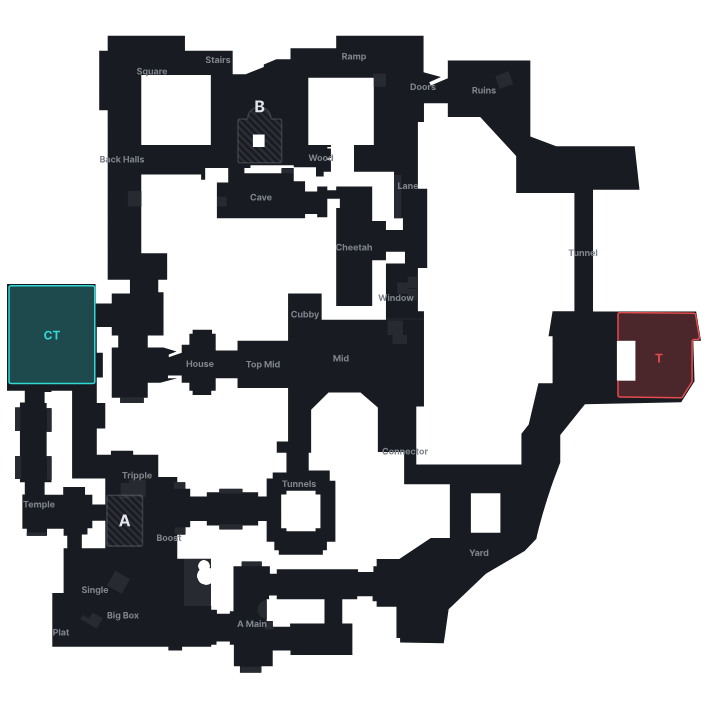 Ramp
Stairs
Square
Doors
Ruins
B
Back Halls
Wood
Lane
Cave
Cheetah
Tunnel
Window
Cubby
CT
House
Top Mid
Mid
T
Connector
Tripple
Tunnels
Temple
A
Boost
Yard
Single
Big Box
A Main
Plat